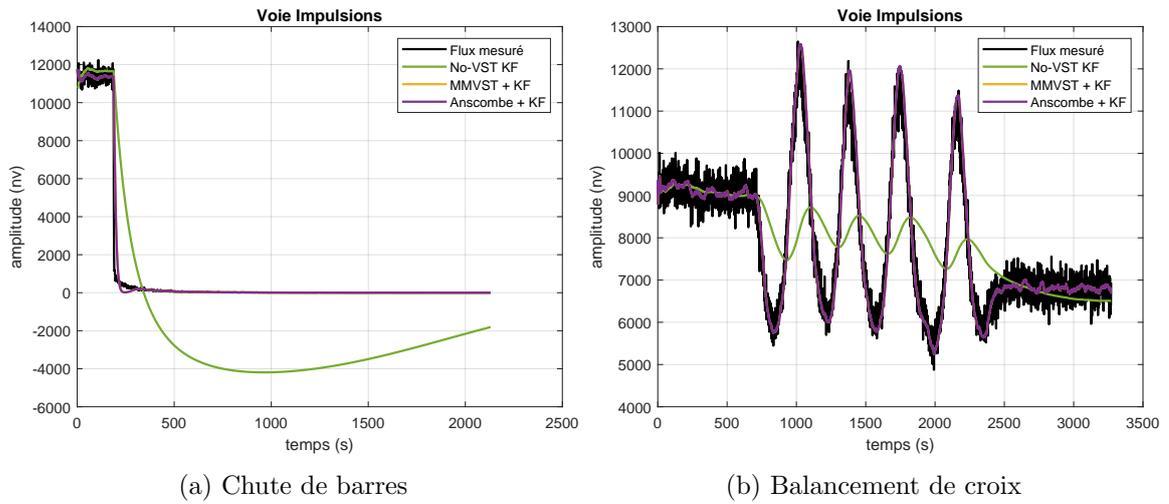 Voie Impulsions
14000
12000
10000
8000
6000
4000
2000
0
-2000
-4000
-6000
amplitude (nv)
0 500 1000 1500 2000 2500
temps (s)
Flux mesuré
No-VST KF
MMVST + KF
Anscombe + KF
(a) Chute de barres
Voie Impulsions
13000
12000
11000
10000
9000
8000
7000
6000
5000
4000
amplitude (nv)
0 500 1000 1500 2000 2500 3000 3500
temps (s)
Flux mesuré
No-VST KF
MMVST + KF
Anscombe + KF
(b) Balancement de croix